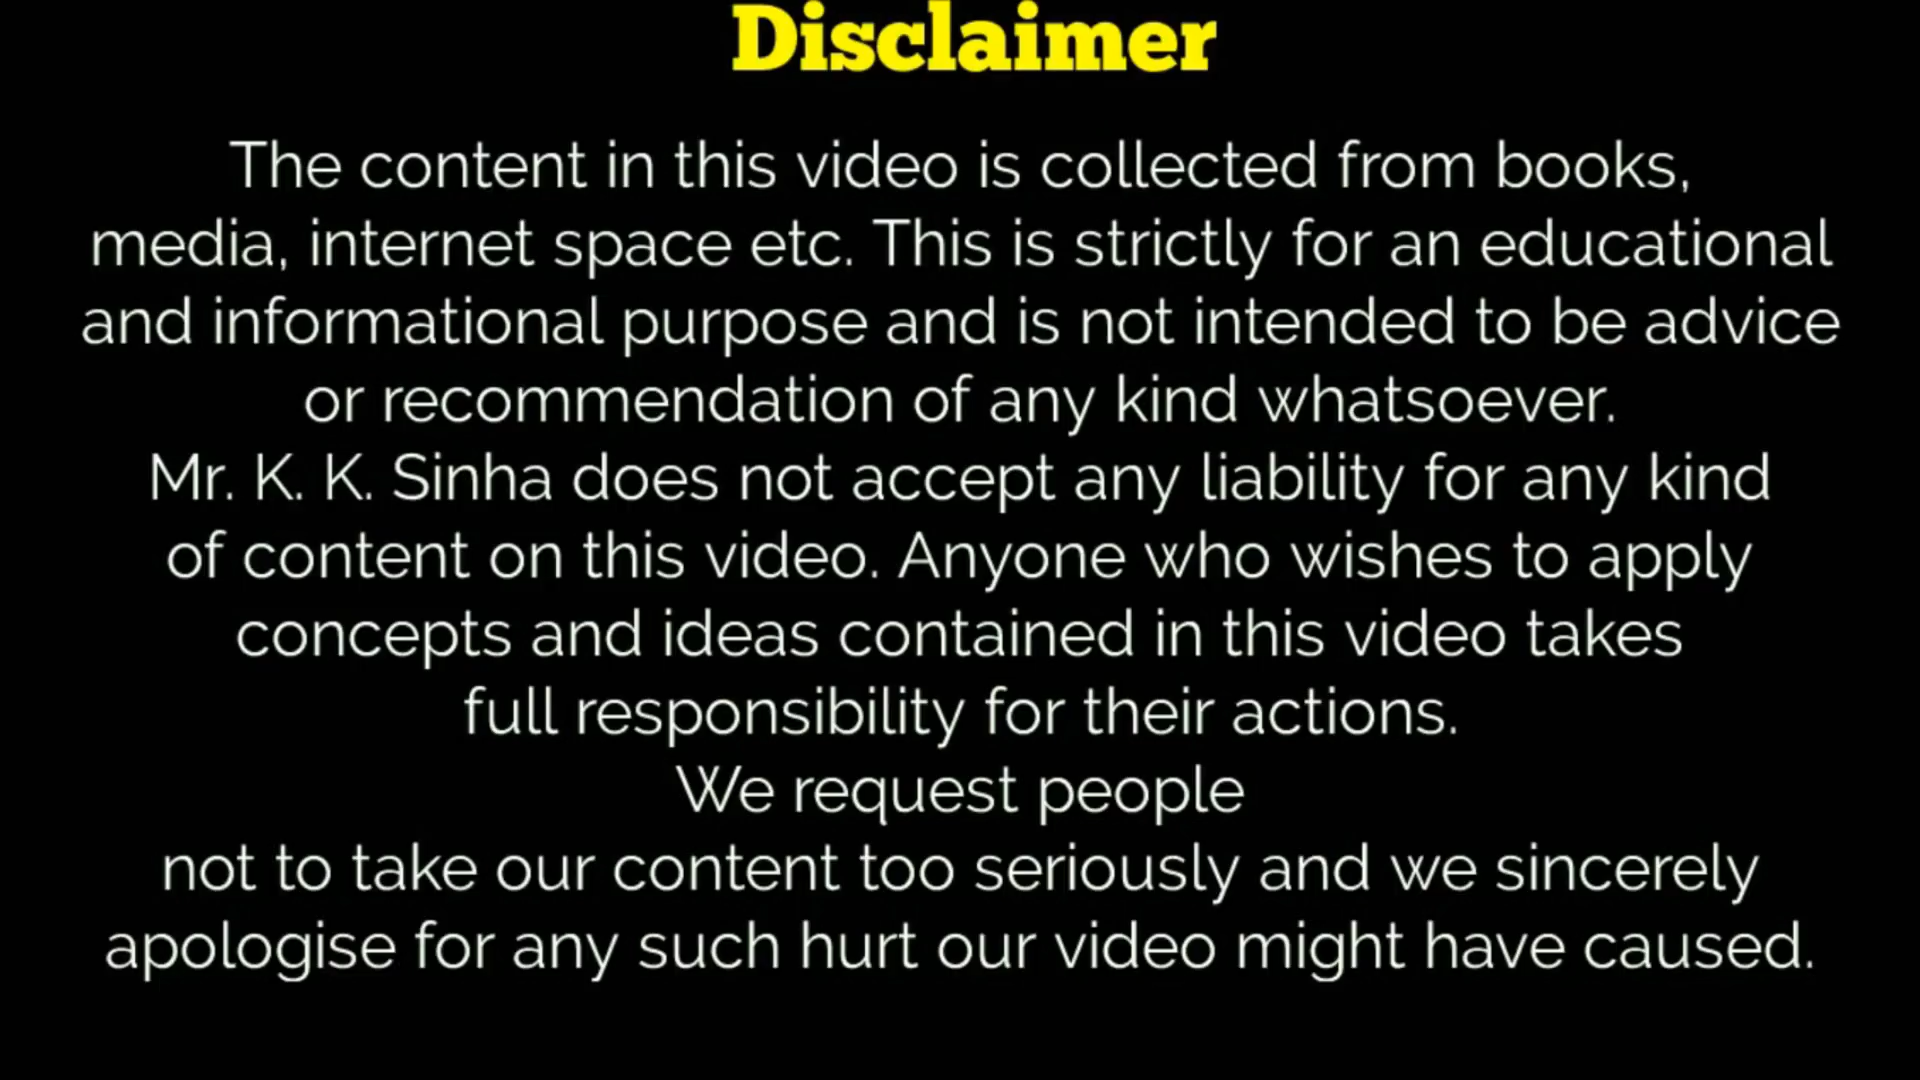 Disclaimer
The content in this video is collected from books,
media, internet space etc. This is strictly for an educational
and informational purpose and is not intended to be advice
or recommendation of any kind whatsoever.
Mr. K. K. Sinha does not accept any liability for any kind
of content on this video. Anyone who wishes to apply
concepts and ideas contained in this video takes
full responsibility for their actions.
We request people
not to take our content too seriously and we sincerely
apologise for any such hurt our video might have caused.